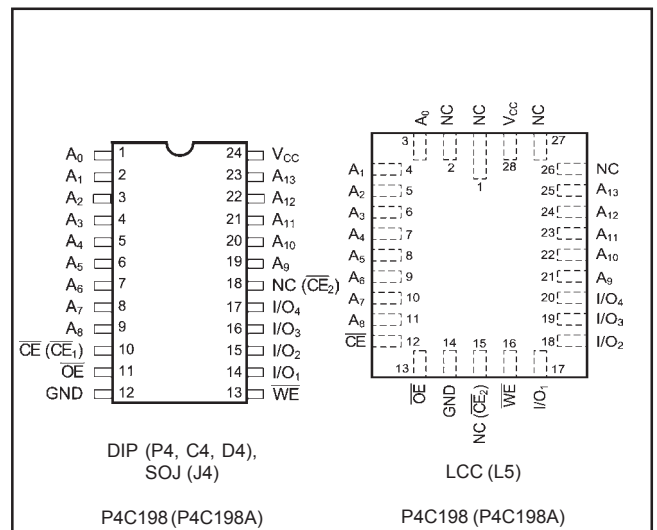 A0 1 24 VCC
A1 2 23 A13
A2 3 22 A12
A3 4 21 A11
A4 5 20 A10
A5 6 19 A9
A6 7 18 NC (CE2)
A7 8 17 I/O4
A8 9 16 I/O3
CE (CE1) 10 15 I/O2
OE 11 14 I/O1
GND 12 13 WE
DIP (P4, C4, D4),
SOJ (J4)
P4C198 (P4C198A)
A0 NC NC VCC NC
3 2 1 28 27
A1 4 26 NC
A2 5 25 A13
A3 6 24 A12
A4 7 23 A11
A5 8 22 A10
A6 9 21 A9
A7 10 20 I/O4
A8 11 19 I/O3
CE 12 18 I/O2
13 14 15 16 17
OE GND NC (CE2) WE I/O1
LCC (L5)
P4C198 (P4C198A)